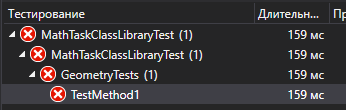 Тестирование Длительн... Пр
MathTaskClassLibraryTest (1) 159 мс
MathTaskClassLibraryTest (1) 159 мс
GeometryTests (1) 159 мс
TestMethod1 159 мс